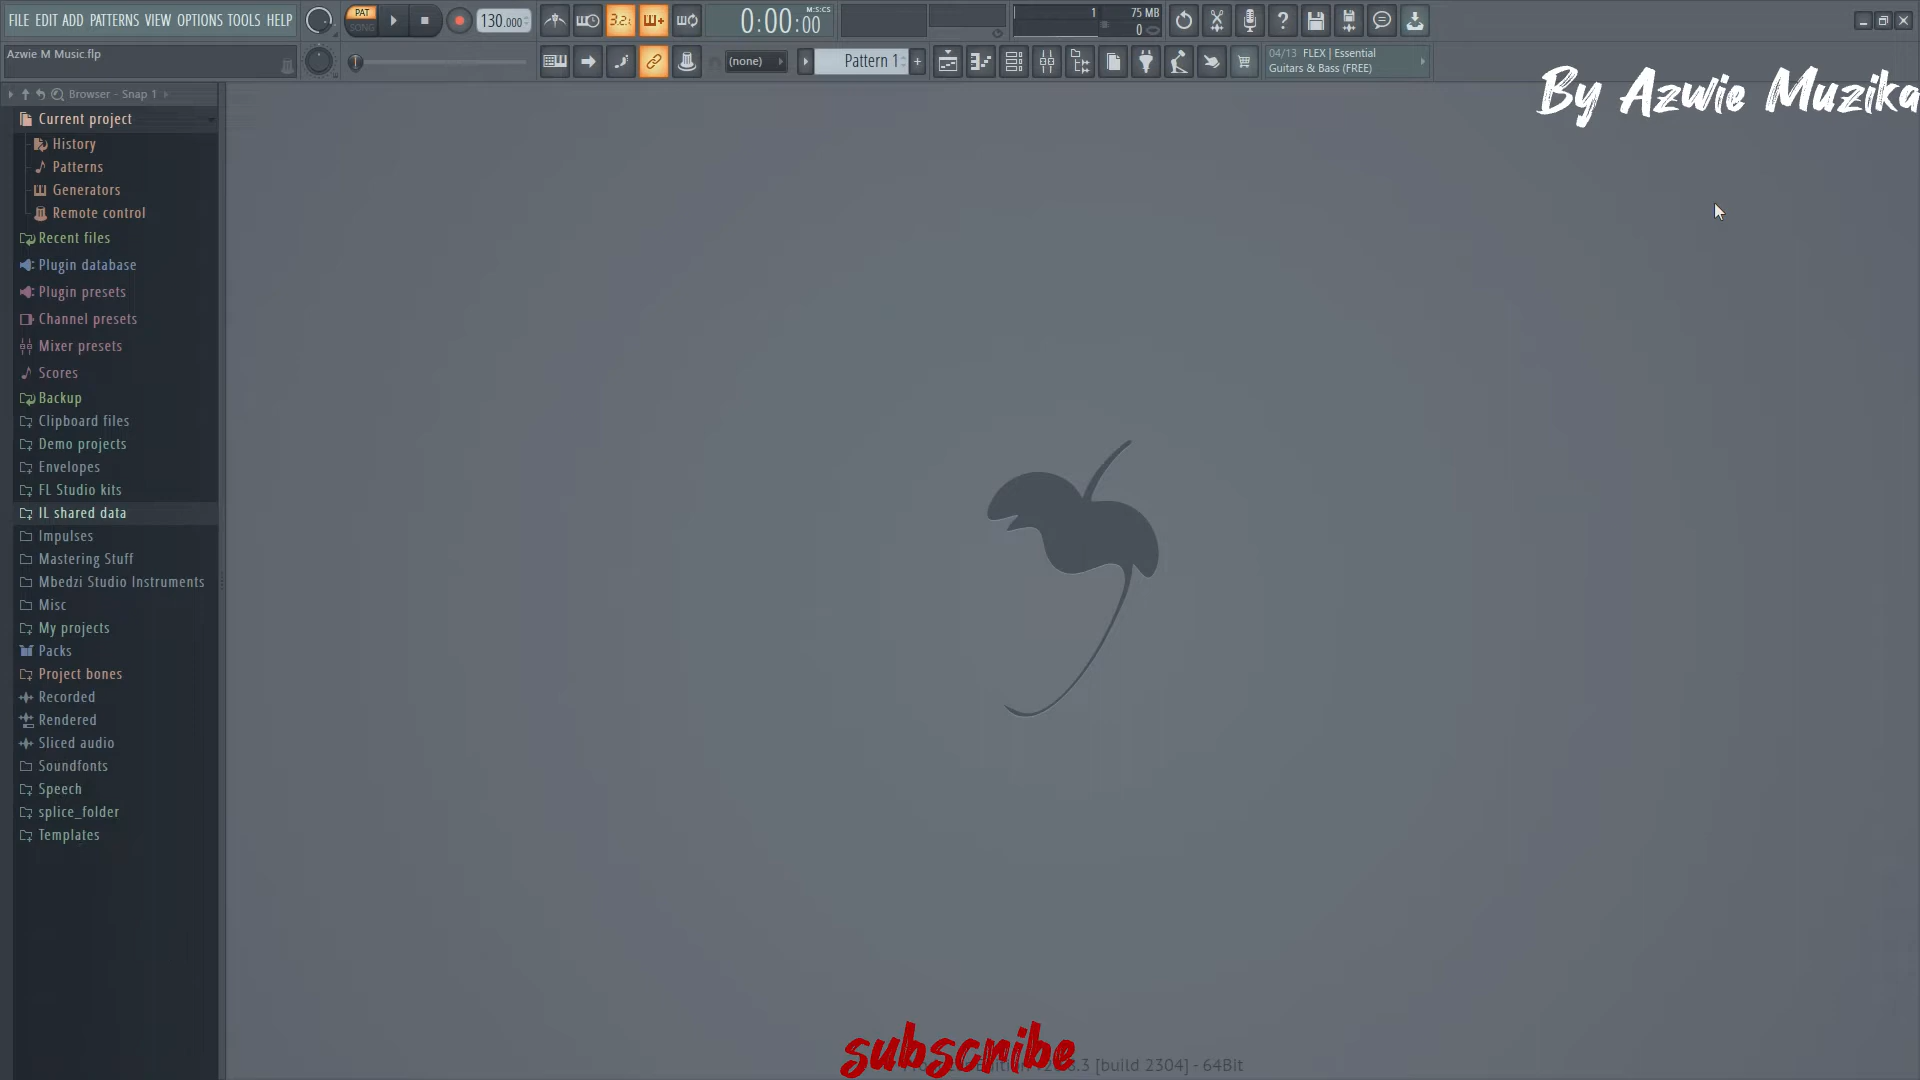 FILE EDIT ADD PATTERNS VIEW OPTIONS TOOLS HELP
PAT
SONG
130.000
3.2.
0:00:00
M:S:CS
1
75 MB
0
Azwie M Music.flp
(none)
Pattern 1
+
04/13 FLEX | Essential
Guitars & Bass (FREE)
By Azwie Muzika
Browser - Snap 1
Current project
History
Patterns
Generators
Remote control
Recent files
Plugin database
Plugin presets
Channel presets
Mixer presets
Scores
Backup
Clipboard files
Demo projects
Envelopes
FL Studio kits
IL shared data
Impulses
Mastering Stuff
Mbedzi Studio Instruments
Misc
My projects
Packs
Project bones
Recorded
Rendered
Sliced audio
Soundfonts
Speech
splice_folder
Templates
subscribe
[build 2304] - 64Bit